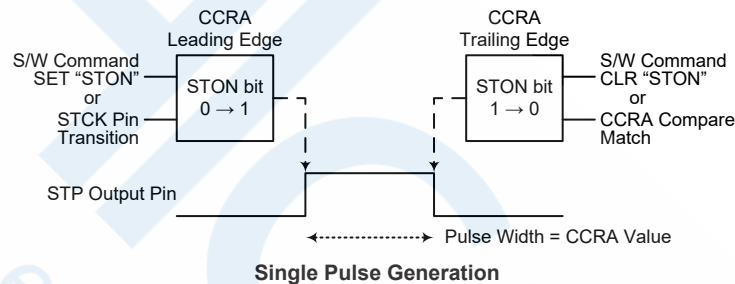 CCRA
Leading Edge
CCRA
Trailing Edge
S/W Command
SET “STON”
or
STCK Pin
Transition
STON bit
0 → 1
STON bit
1 → 0
S/W Command
CLR “STON”
or
CCRA Compare
Match
STP Output Pin
Pulse Width = CCRA Value
Single Pulse Generation